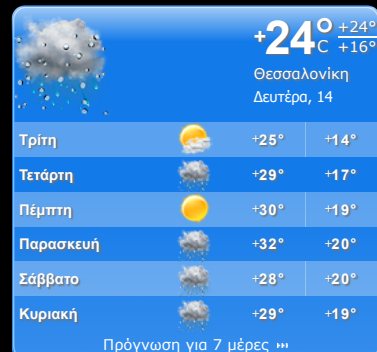 +24°C +24°
+16°
Θεσσαλονίκη
Δευτέρα, 14
Τρίτη +25° +14°
Τετάρτη +29° +17°
Πέμπτη +30° +19°
Παρασκευή +32° +20°
Σάββατο +28° +20°
Κυριακή +29° +19°
Πρόγνωση για 7 μέρες »»